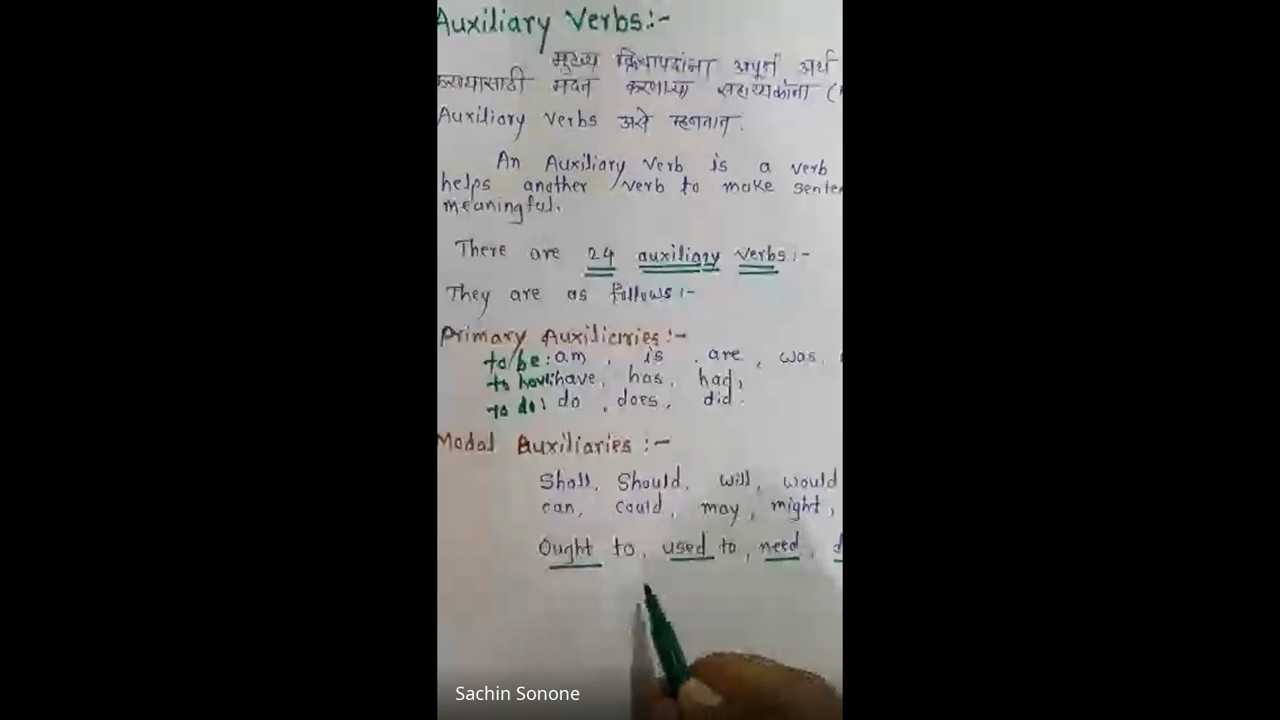 Auxiliary Verbs:-
मुख्य क्रियापदांना अपूर्ण अर्थ
करण्यासाठी मदत करणाऱ्या सहाय्यकांना (
Auxiliary verbs असे म्हणतात.
An Auxiliary Verb is a verb
helps another verb to make senten
meaningful.
There are 24 auxiliary verbs:-
They are as follows:-
Primary Auxiliaries:-
to be: am, is, are, was,
to have: have, has, had,
to do: do, does, did.
Modal Auxiliaries:-
Shall, Should, will, would
can, could, may, might,
Ought to, used to, need,
Sachin Sonone